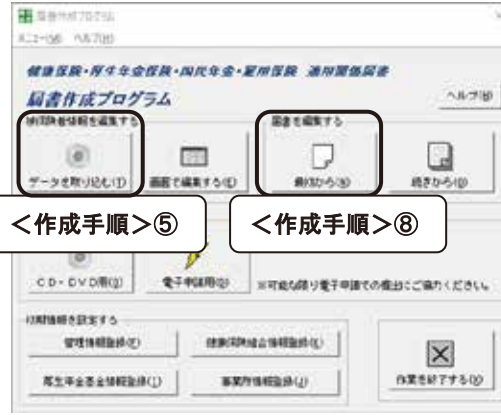 届書作成プログラム
メニュー(M) ヘルプ(H)
健康保険・厚生年金保険・国民年金・雇用保険 適用関係届書
届書作成プログラム
ヘルプ(H)
被保険者情報を編集する
届書を編集する
データを取り込む(T)
画面で編集する(E)
最初から(N)
続きから(O)
<作成手順>⑤
<作成手順>⑧
CD・DVD用(Q)
電子申請用(Q)
※可能な限り電子申請での提出にご協力ください。
初期情報を設定する
管理情報登録
健康保険組合情報登録(K)
厚生年金基金情報登録
事業所情報登録(J)
作業を終了する(X)